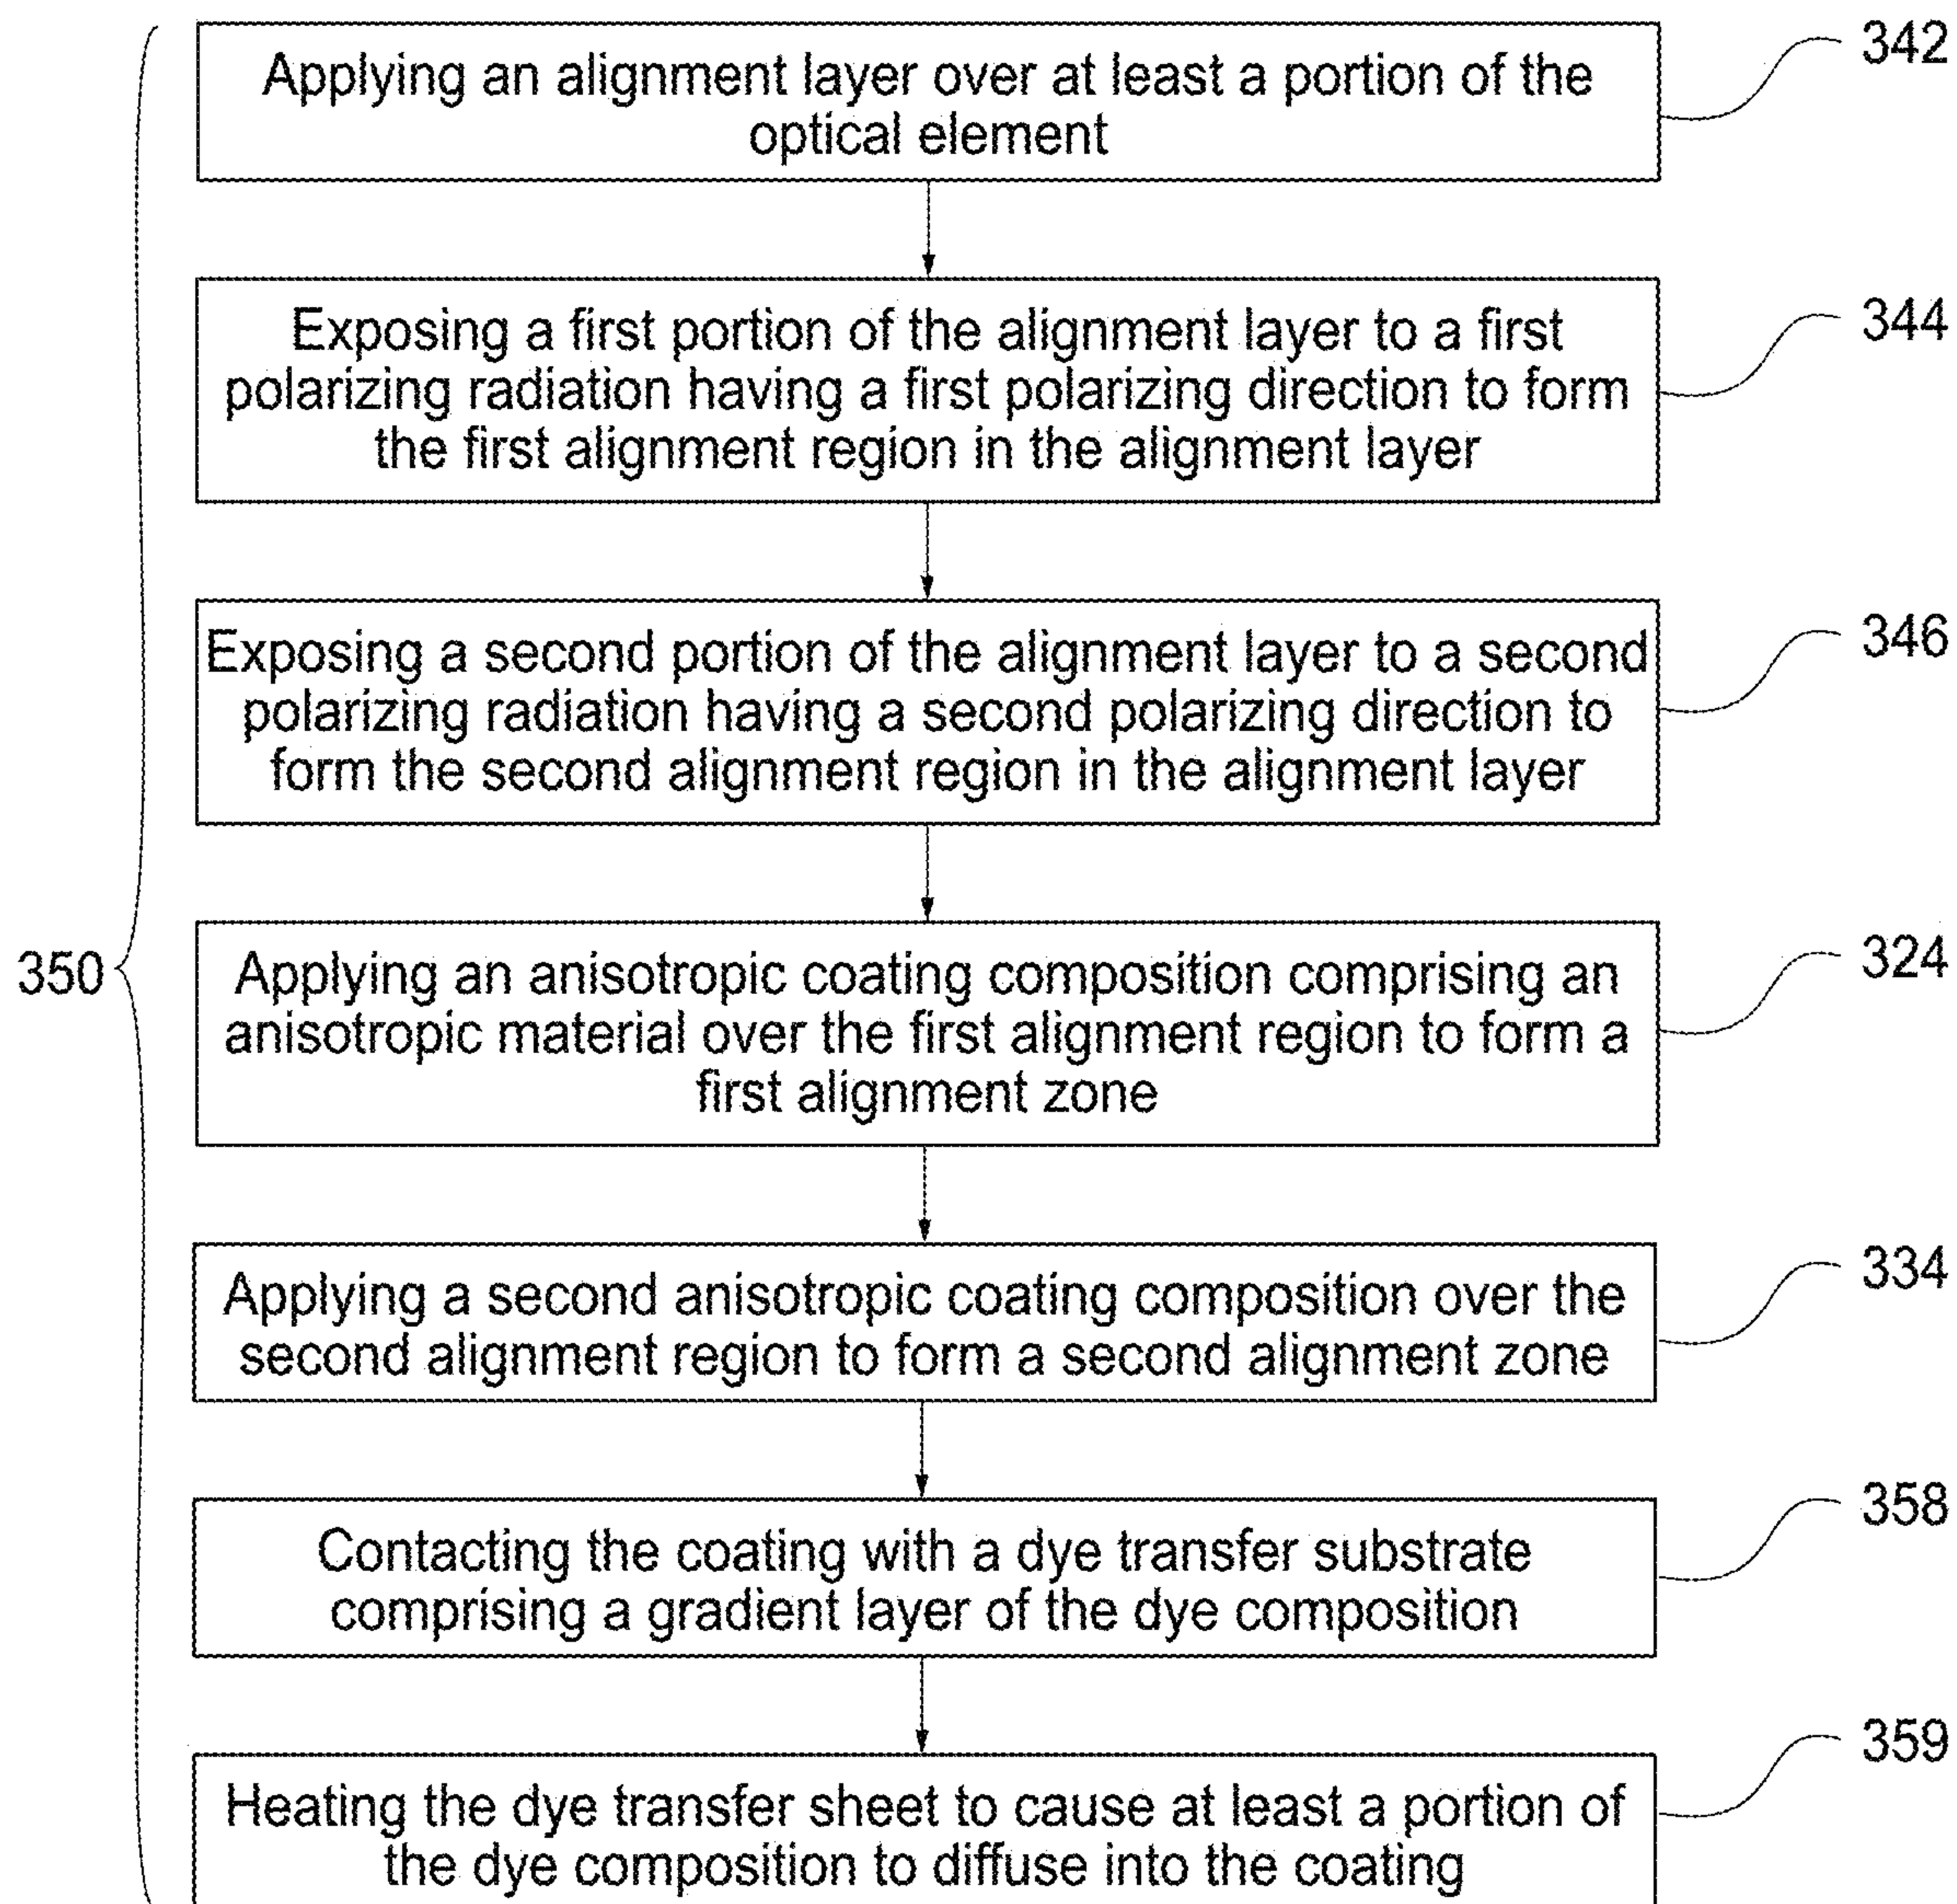 Applying an alignment layer over at least a portion of the
optical element
342
Exposing a first portion of the alignment layer to a first
polarizing radiation having a first polarizing direction to form
the first alignment region in the alignment layer
344
Exposing a second portion of the alignment layer to a second
polarizing radiation having a second polarizing direction to
form the second alignment region in the alignment layer
346
350
Applying an anisotropic coating composition comprising an
anisotropic material over the first alignment region to form a
first alignment zone
324
Applying a second anisotropic coating composition over the
second alignment region to form a second alignment zone
334
Contacting the coating with a dye transfer substrate
comprising a gradient layer of the dye composition
358
Heating the dye transfer sheet to cause at least a portion of
the dye composition to diffuse into the coating
359